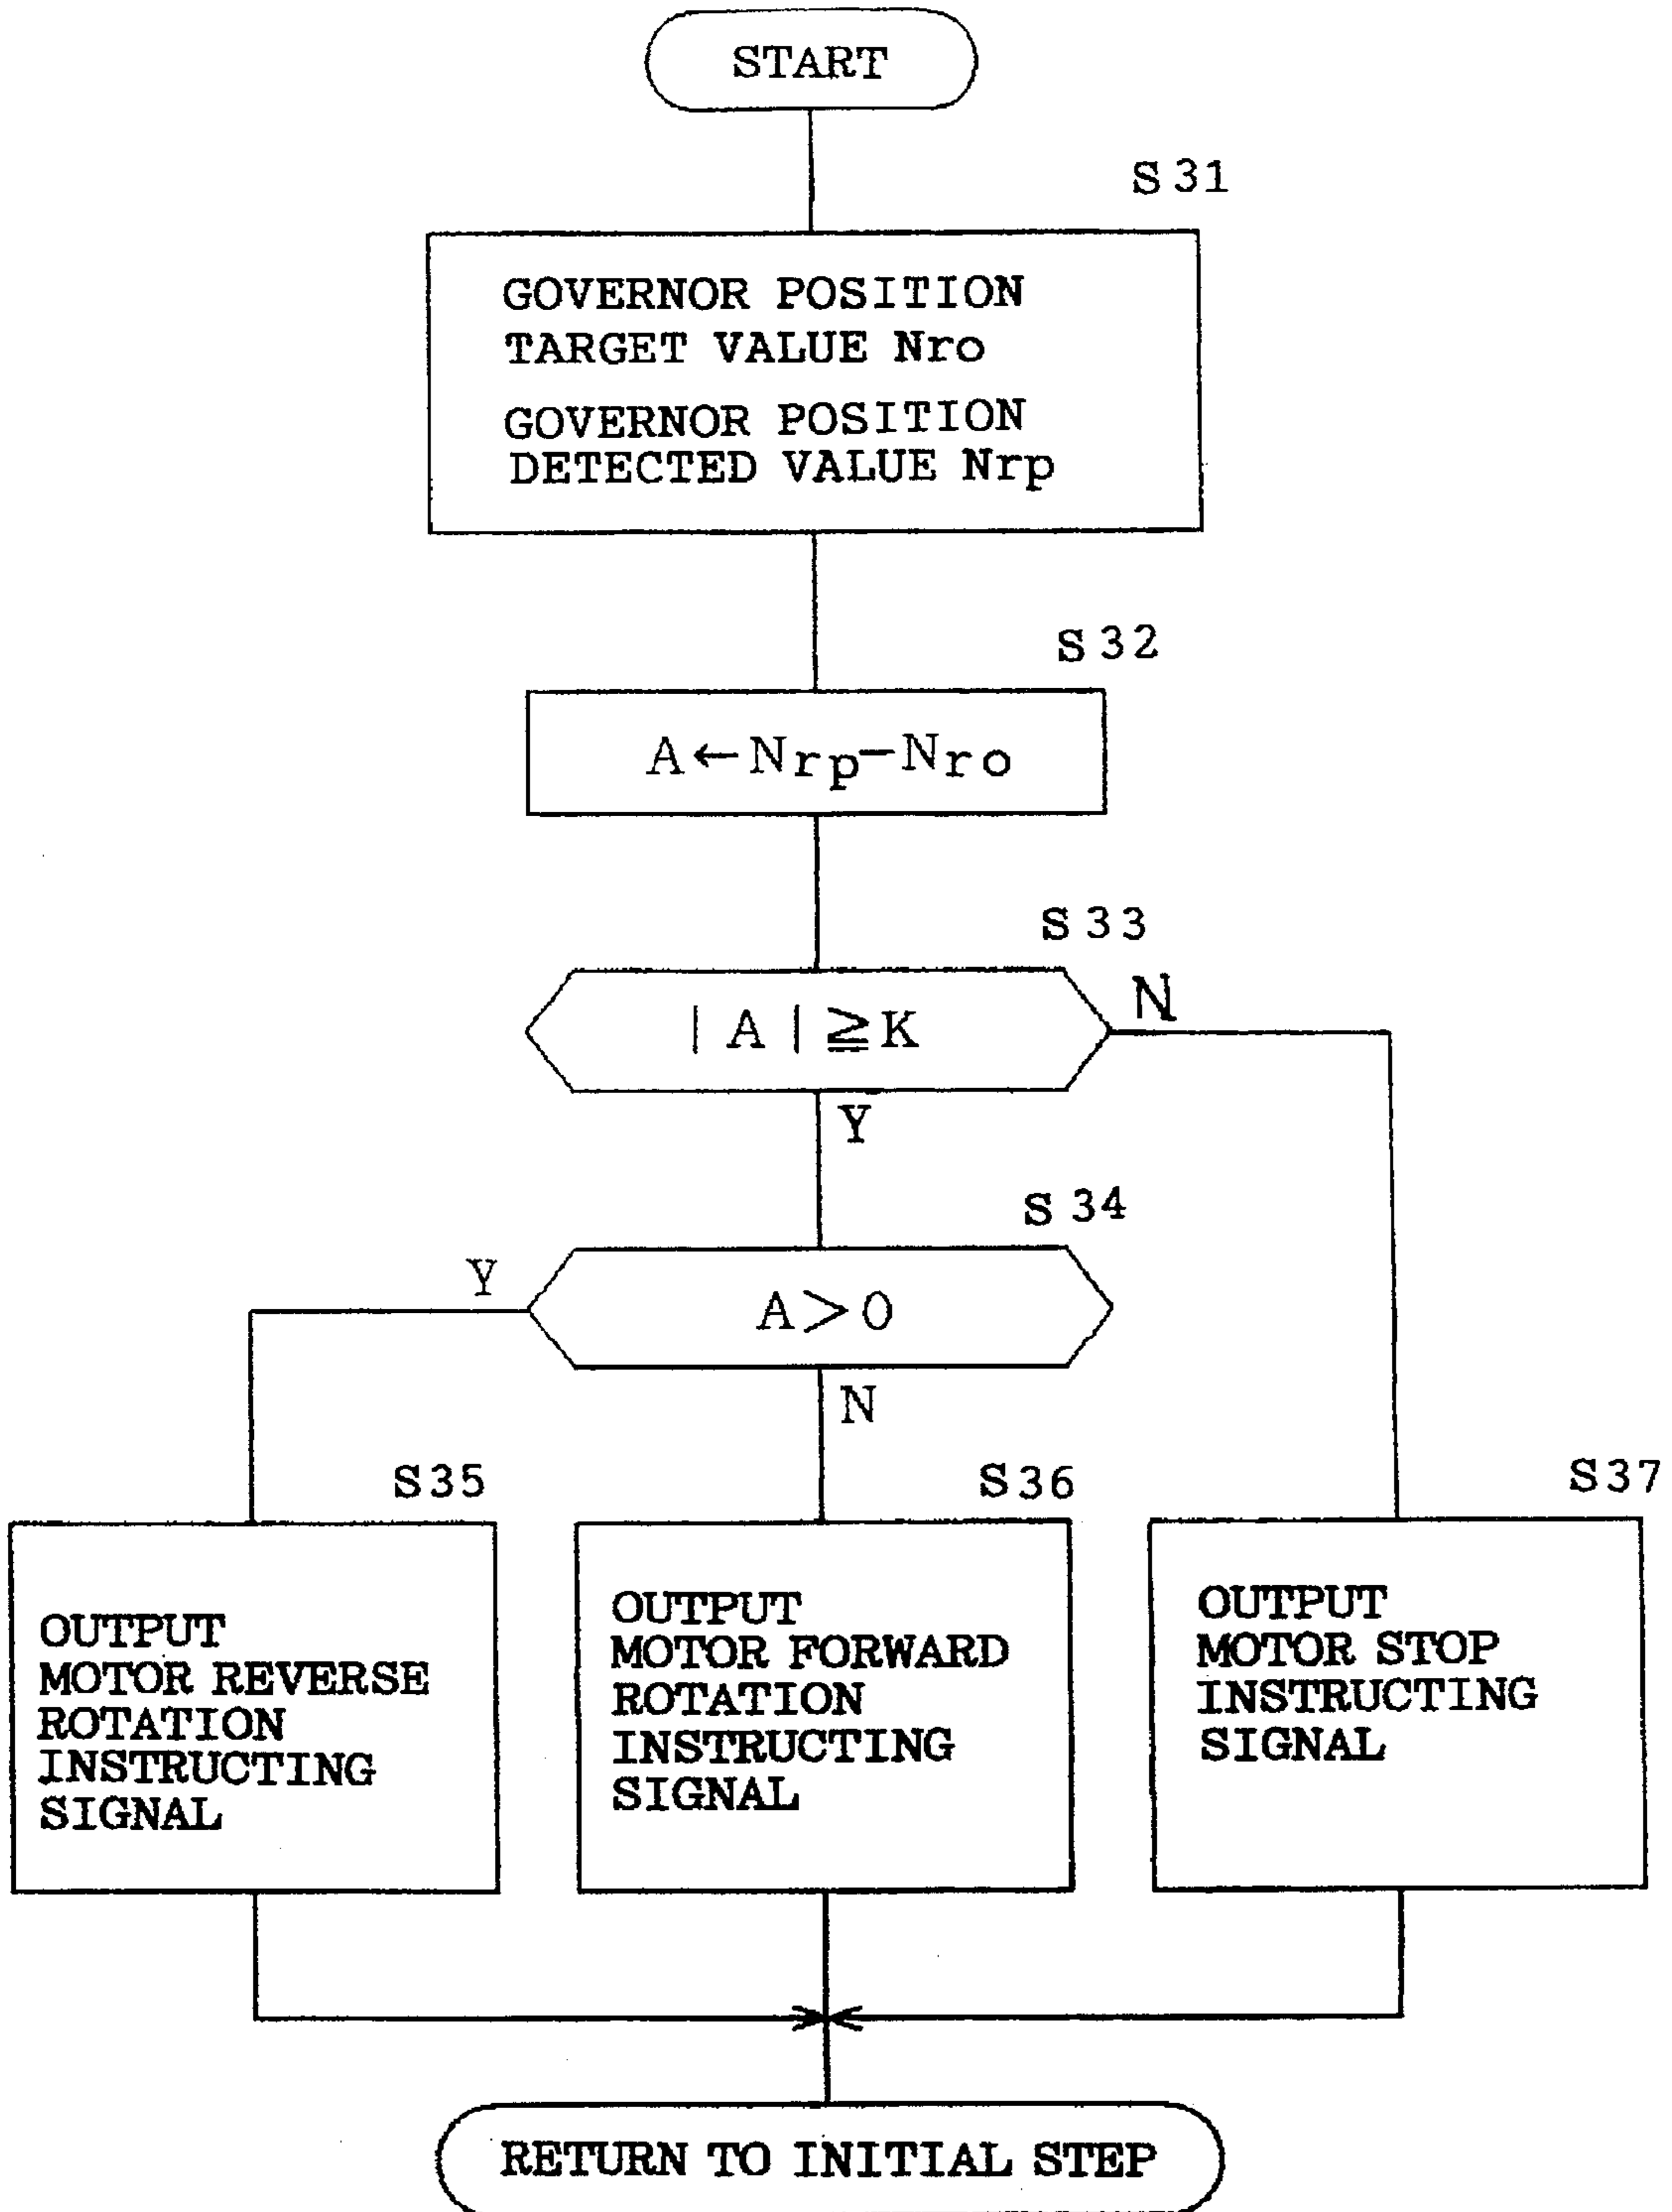 START
S31
GOVERNOR POSITION
TARGET VALUE Nro
GOVERNOR POSITION
DETECTED VALUE Nrp
S32
A←Nrp−Nro
S33
| A | ≧K
N
Y
S34
Y
A>0
N
S35
OUTPUT
MOTOR REVERSE
ROTATION
INSTRUCTING
SIGNAL
S36
OUTPUT
MOTOR FORWARD
ROTATION
INSTRUCTING
SIGNAL
S37
OUTPUT
MOTOR STOP
INSTRUCTING
SIGNAL
RETURN TO INITIAL STEP